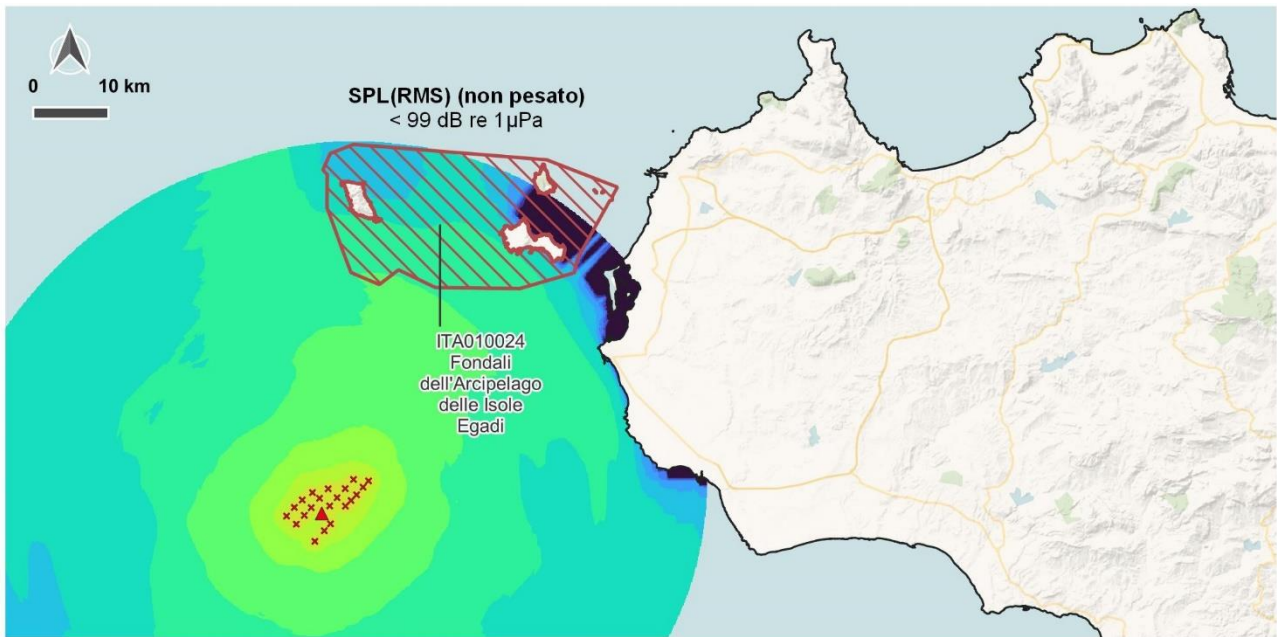 0 10 km
SPL(RMS) (non pesato)
< 99 dB re 1µPa
ITA010024
Fondali
dell'Arcipelago
delle Isole
Egadi